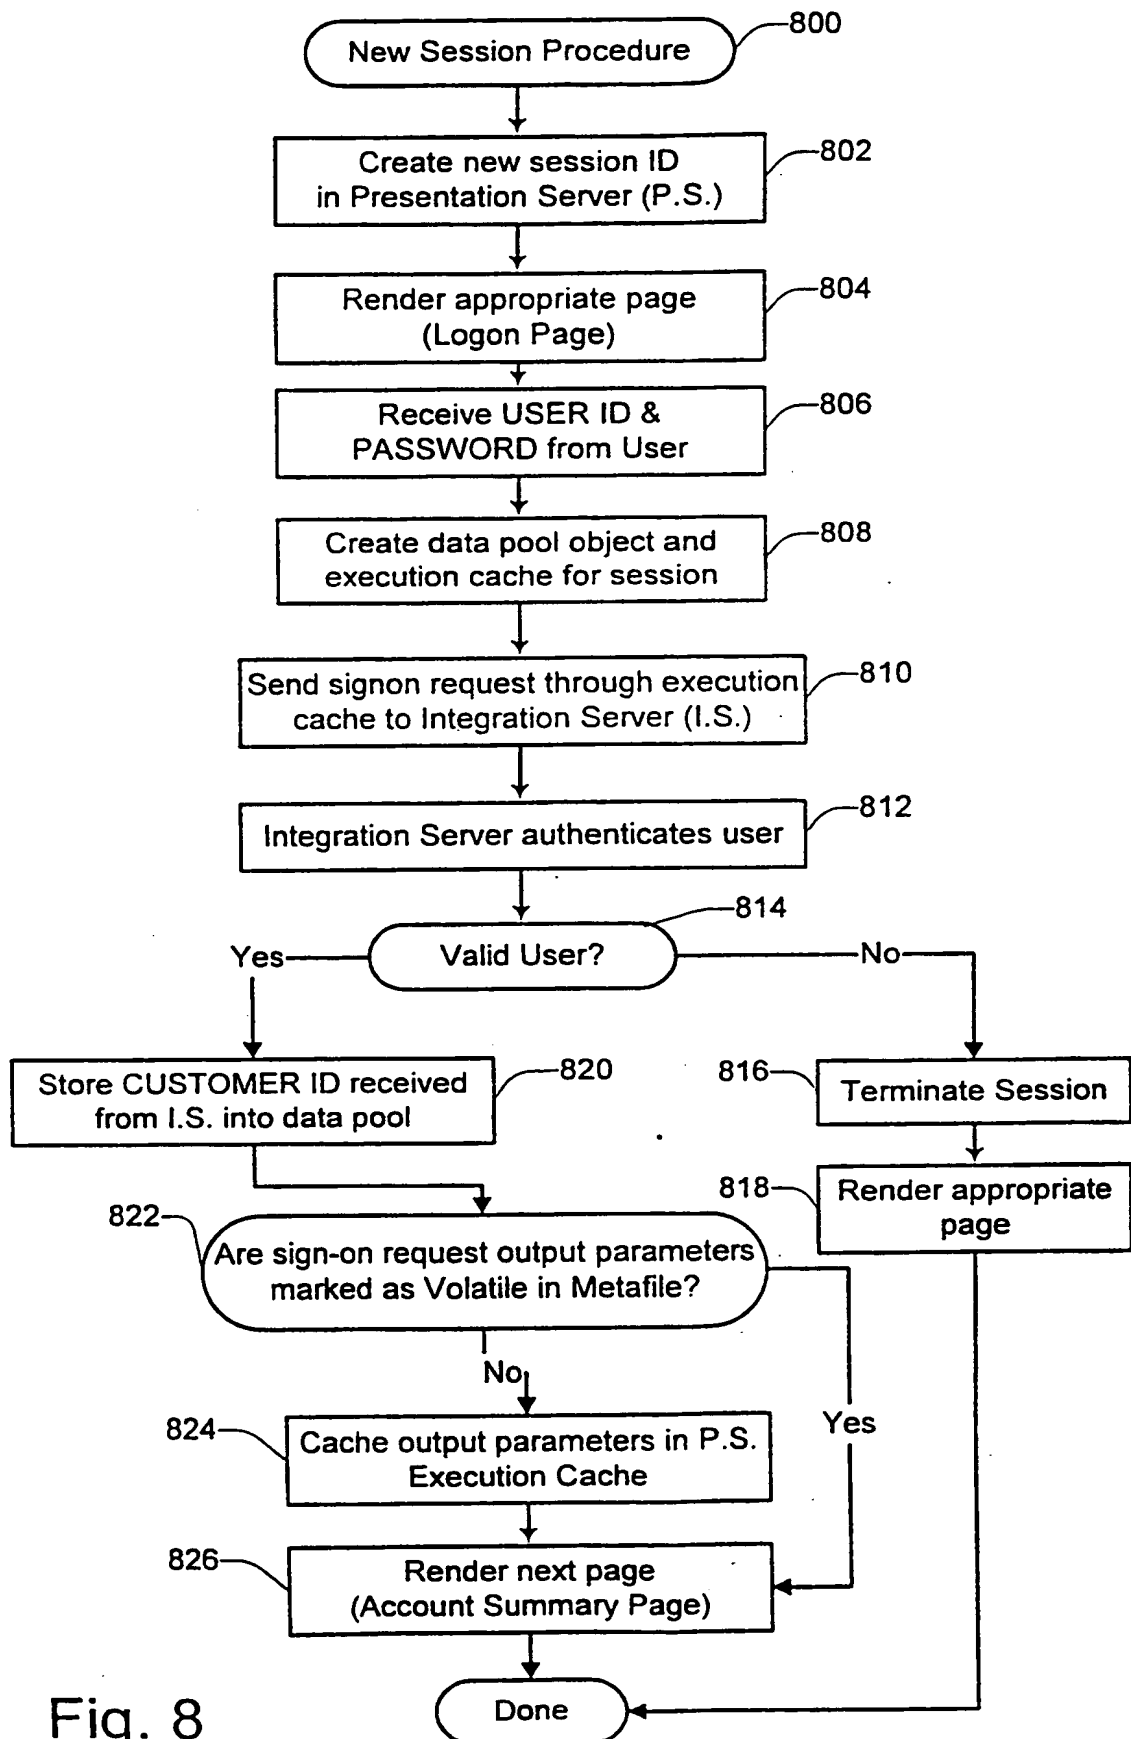 New Session Procedure
800
Create new session ID
in Presentation Server (P.S.)
802
Render appropriate page
(Logon Page)
804
Receive USER ID &
PASSWORD from User
806
Create data pool object and
execution cache for session
808
Send signon request through execution
cache to Integration Server (I.S.)
810
Integration Server authenticates user
812
Valid User?
814
Yes
No
Store CUSTOMER ID received
from I.S. into data pool
820
816
Terminate Session
818
Render appropriate
page
822
Are sign-on request output parameters
marked as Volatile in Metafile?
No
Yes
824
Cache output parameters in P.S.
Execution Cache
826
Render next page
(Account Summary Page)
Done
Fig. 8